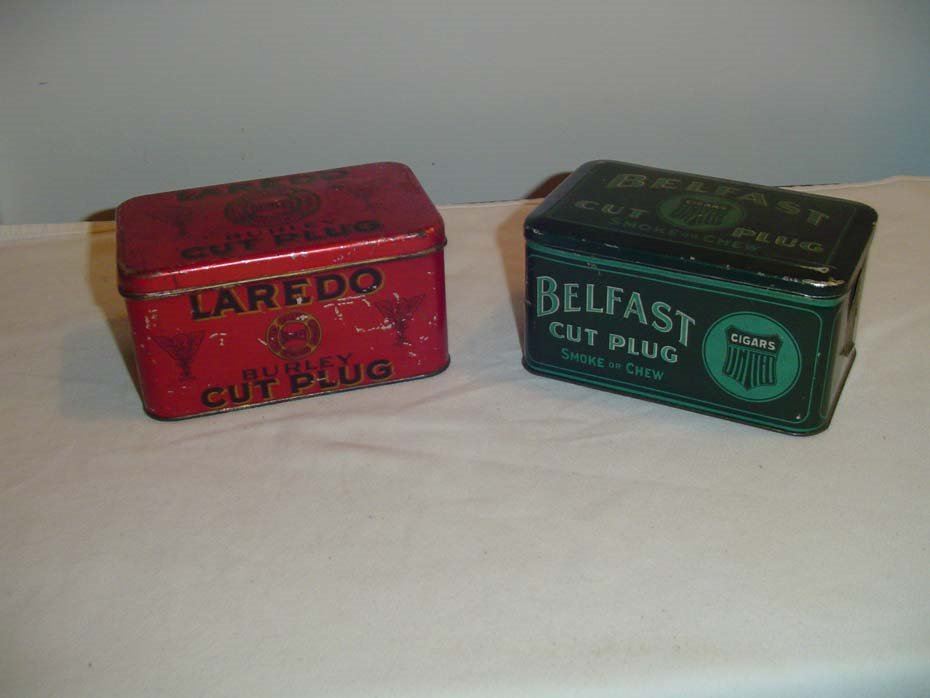 LAREDO
BURLEY
CUT PLUG
LAREDO
BURLEY
CUT PLUG
BELFAST
CUT PLUG
CIGARS
SMOKE OR CHEW
BELFAST
CUT PLUG
SMOKE OR CHEW
CIGARS
UNITED